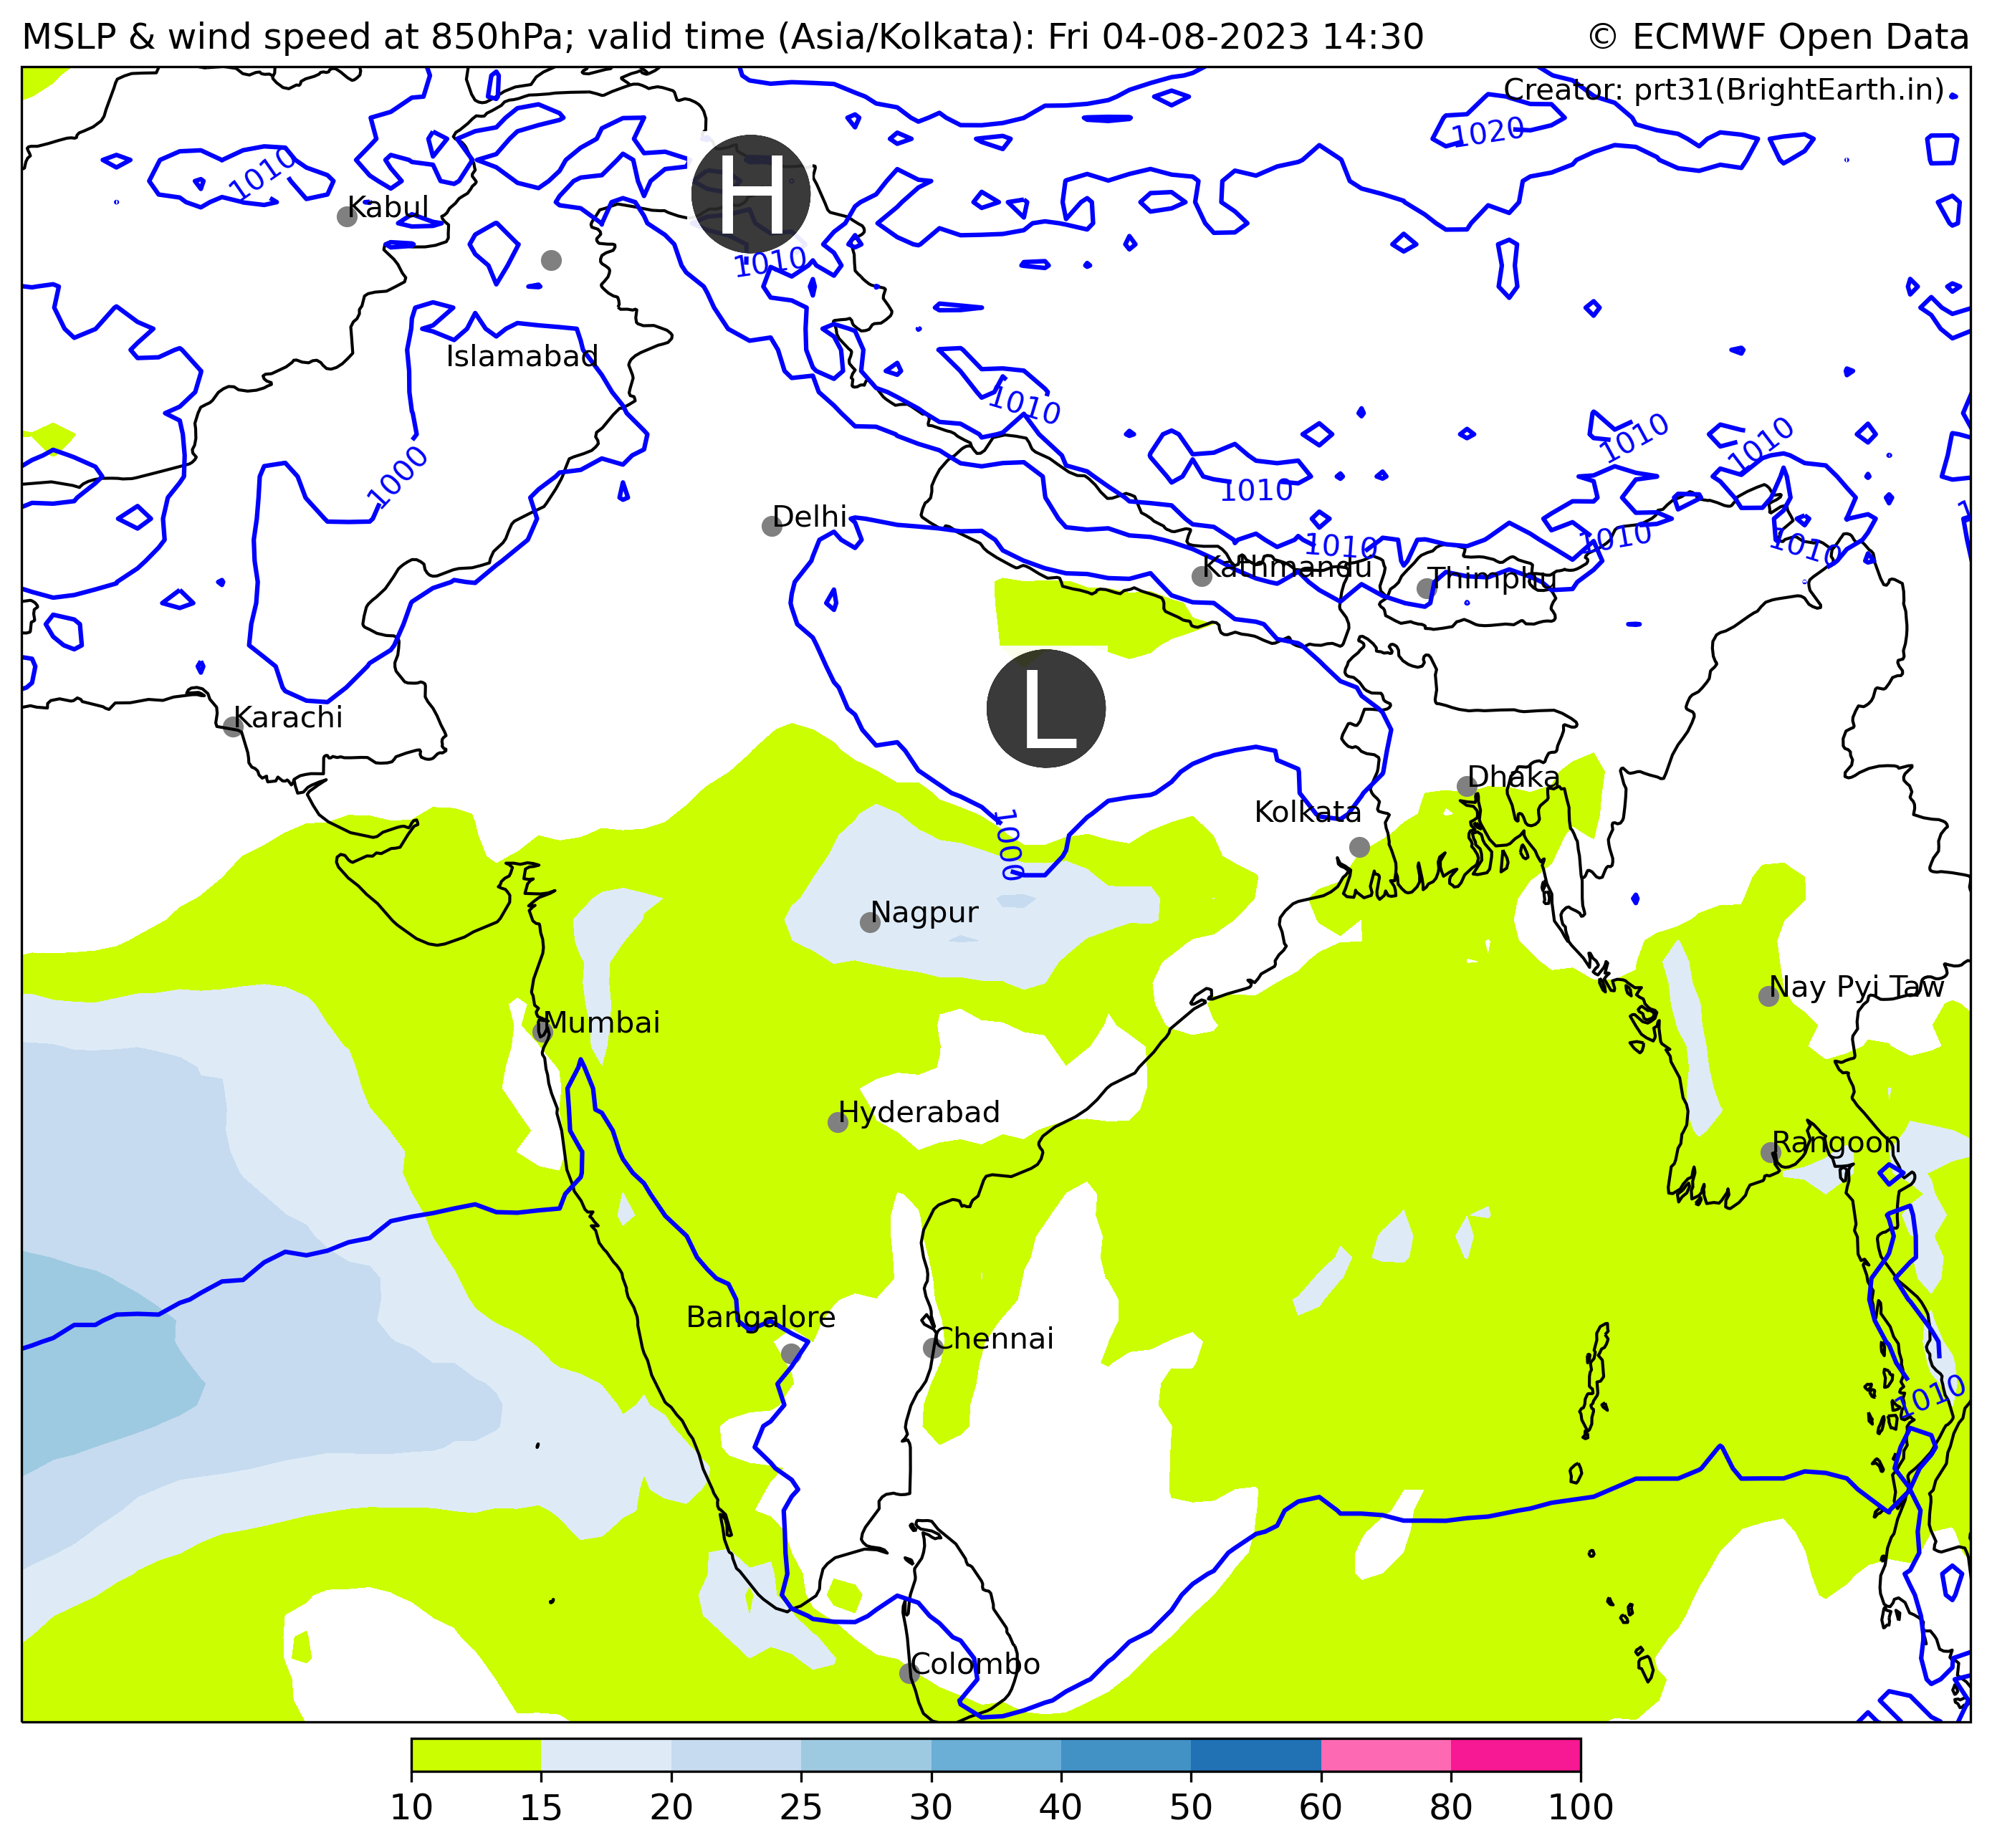 MSLP & wind speed at 850hPa; valid time (Asia/Kolkata): Fri 04-08-2023 14:30
© ECMWF Open Data
Creator: prt31(BrightEarth.in)
1020
1010
Kabul
H
1010
Islamabad
1010
1000
1010
1010
1010
Delhi
1010
1010
1010
Kathmandu
Thimphu
L
Karachi
Dhaka
Kolkata
1000
Nagpur
Nay Pyi Taw
Mumbai
Hyderabad
Rangoon
Bangalore
Chennai
1010
Colombo
10 15 20 25 30 40 50 60 80 100